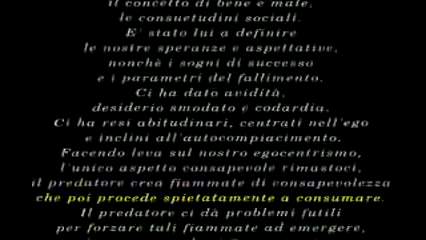 il concetto di bene e male,
le consuetudini sociali.
E' stato lui a definire
le nostre speranze e aspettative,
nonchè i sogni di successo
e i parametri del fallimento.
Ci ha dato avidità,
desiderio smodato e codardia.
Ci ha resi abitudinari, centrati nell'ego
e inclini all'autocompiacimento.
Facendo leva sul nostro egocentrismo,
l'unico aspetto consapevole rimastoci,
il predatore crea fiammate di consapevolezza
che poi procede spietatamente a consumare.
Il predatore ci dà problemi futili
per forzare tali fiammate ad emergere,